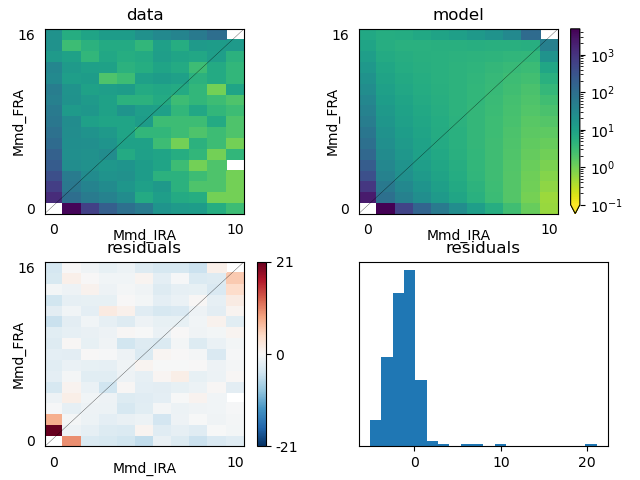 data
model
16
Mmd_FRA
0
0
10
Mmd_IRA
16
Mmd_FRA
0
0
10
Mmd_IRA
10³
10²
10¹
10⁰
10⁻¹
residuals
residuals
16
Mmd_FRA
0
0
10
Mmd_IRA
21
0
-21
0
10
20